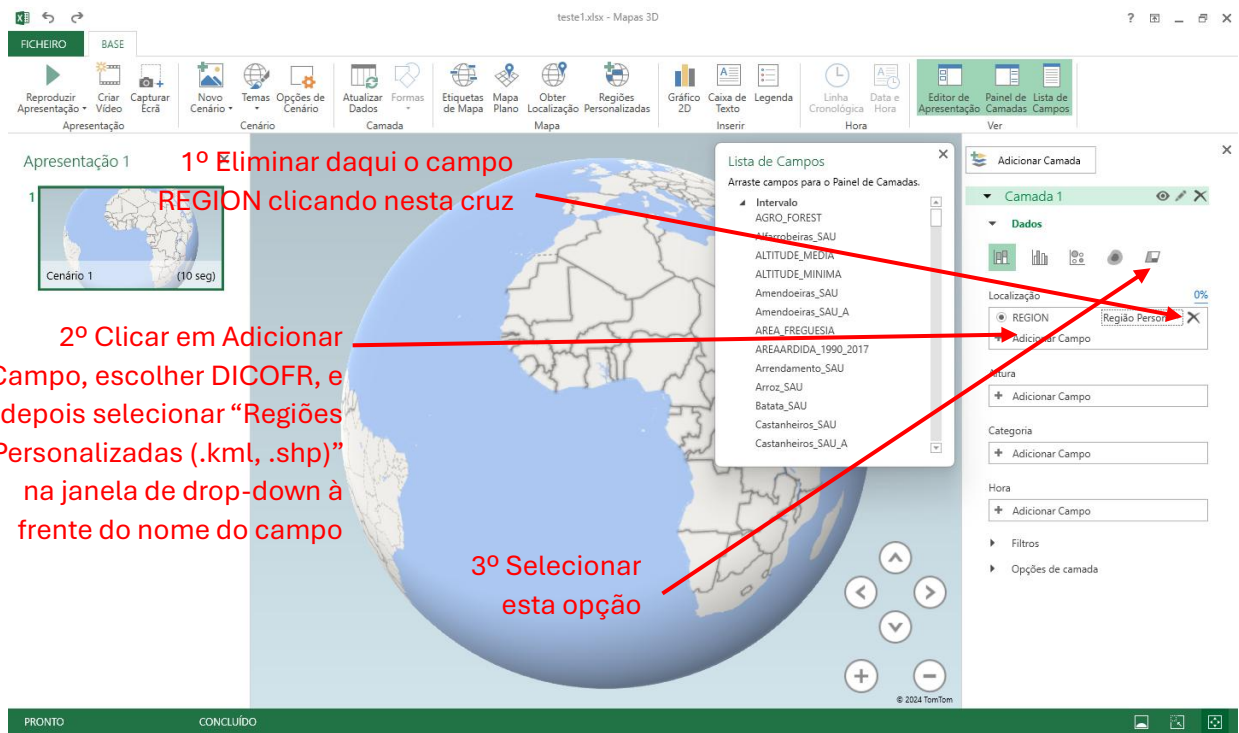 teste1.xlsx - Mapas 3D
?
FICHEIRO
BASE
Reproduzir
Apresentação
Criar
Vídeo
Capturar
Ecrã
Apresentação
Novo
Cenário
Temas
Opções de
Cenário
Cenário
Atualizar
Dados
Formas
Camada
Etiquetas
de Mapa
Mapa
Plano
Obter
Localização
Regiões
Personalizadas
Mapa
Gráfico
2D
Caixa de
Texto
Legenda
Inserir
Linha
Cronológica
Data e
Hora
Hora
Editor de
Apresentação
Painel de
Camadas
Lista de
Campos
Ver
Apresentação 1
1
Cenário 1
(10 seg)
1º Eliminar daqui o campo
REGION clicando nesta cruz
2º Clicar em Adicionar
Campo, escolher DICOFR, e
depois selecionar “Regiões
Personalizadas (.kml, .shp)”
na janela de drop-down à
frente do nome do campo
3º Selecionar
esta opção
Lista de Campos
Arraste campos para o Painel de Camadas.
Intervalo
AGRO_FOREST
Alfarrobeiras_SAU
ALTITUDE_MEDIA
ALTITUDE_MINIMA
Amendoeiras_SAU
Amendoeiras_SAU_A
AREA_FREGUESIA
AREAARDIDA_1990_2017
Arrendamento_SAU
Arroz_SAU
Batata_SAU
Castanheiros_SAU
Castanheiros_SAU_A
© 2024 TomTom
Adicionar Camada
Camada 1
Dados
Localização
0%
REGION
Região Person
Adicionar Campo
Altura
Adicionar Campo
Categoria
Adicionar Campo
Hora
Adicionar Campo
Filtros
Opções de camada
PRONTO
CONCLUÍDO